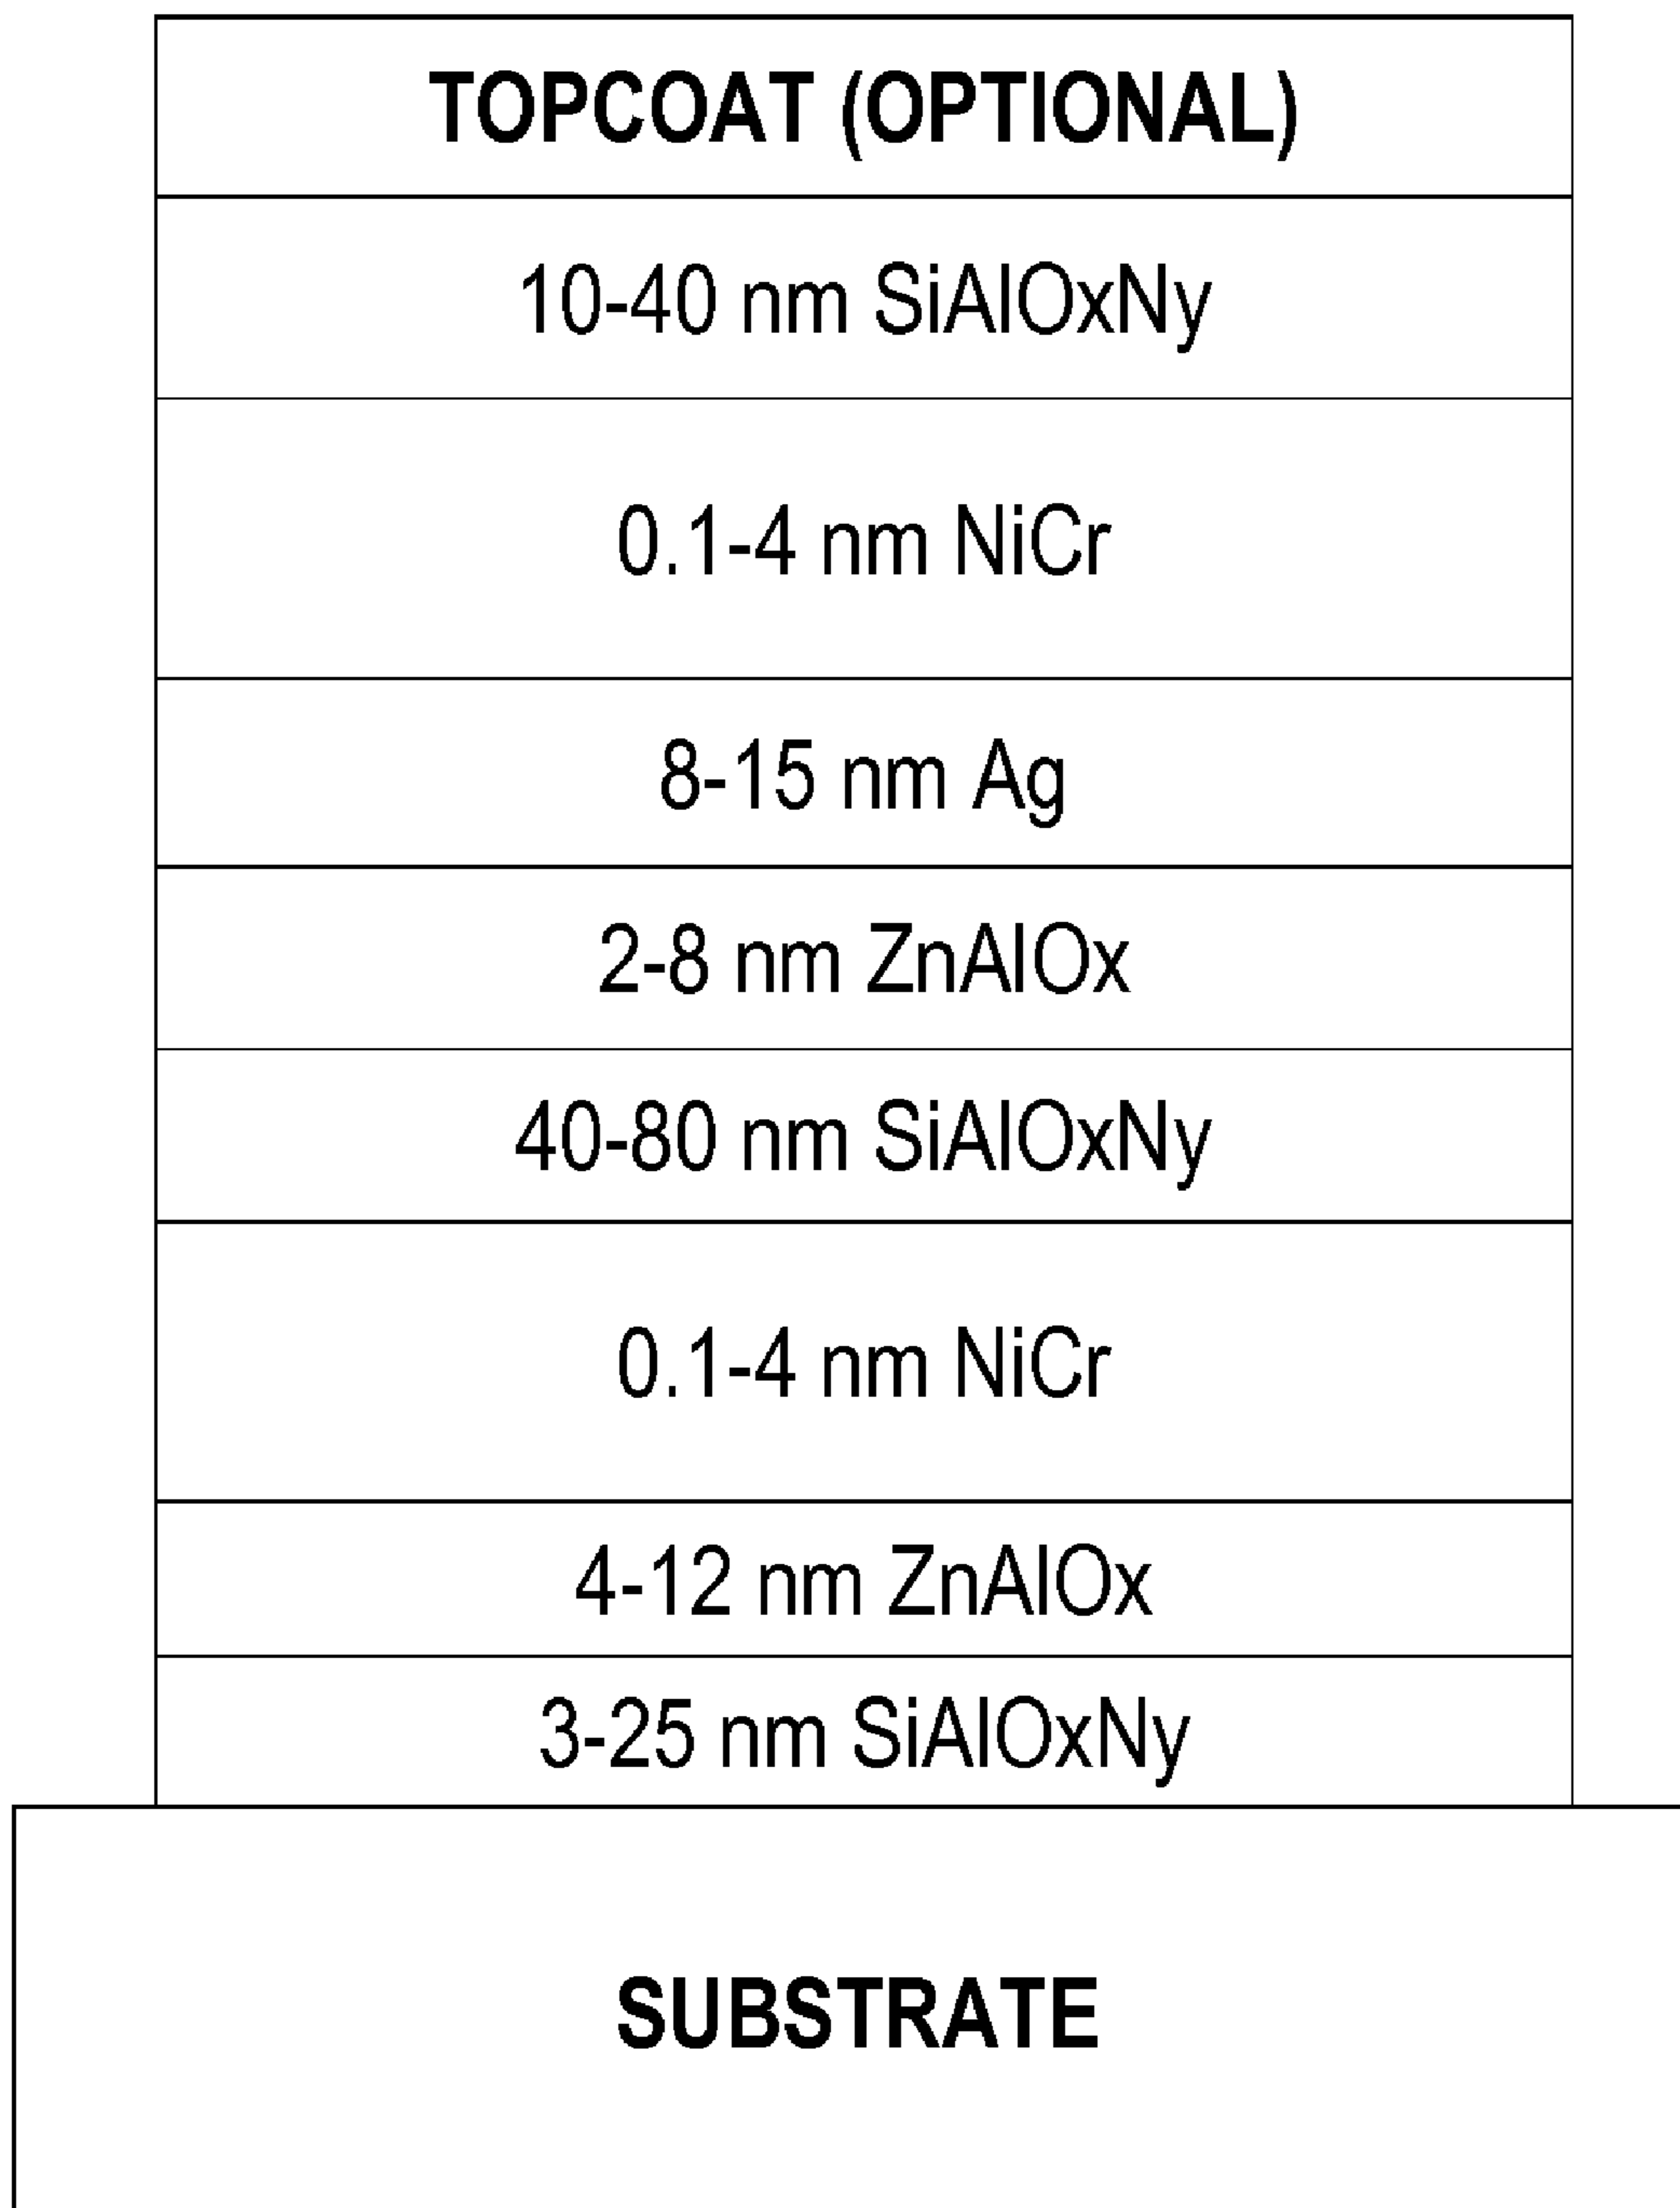 TOPCOAT (OPTIONAL)
10-40 nm SiAlOxNy
0.1-4 nm NiCr
8-15 nm Ag
2-8 nm ZnAlOx
40-80 nm SiAlOxNy
0.1-4 nm NiCr
4-12 nm ZnAlOx
3-25 nm SiAlOxNy
SUBSTRATE